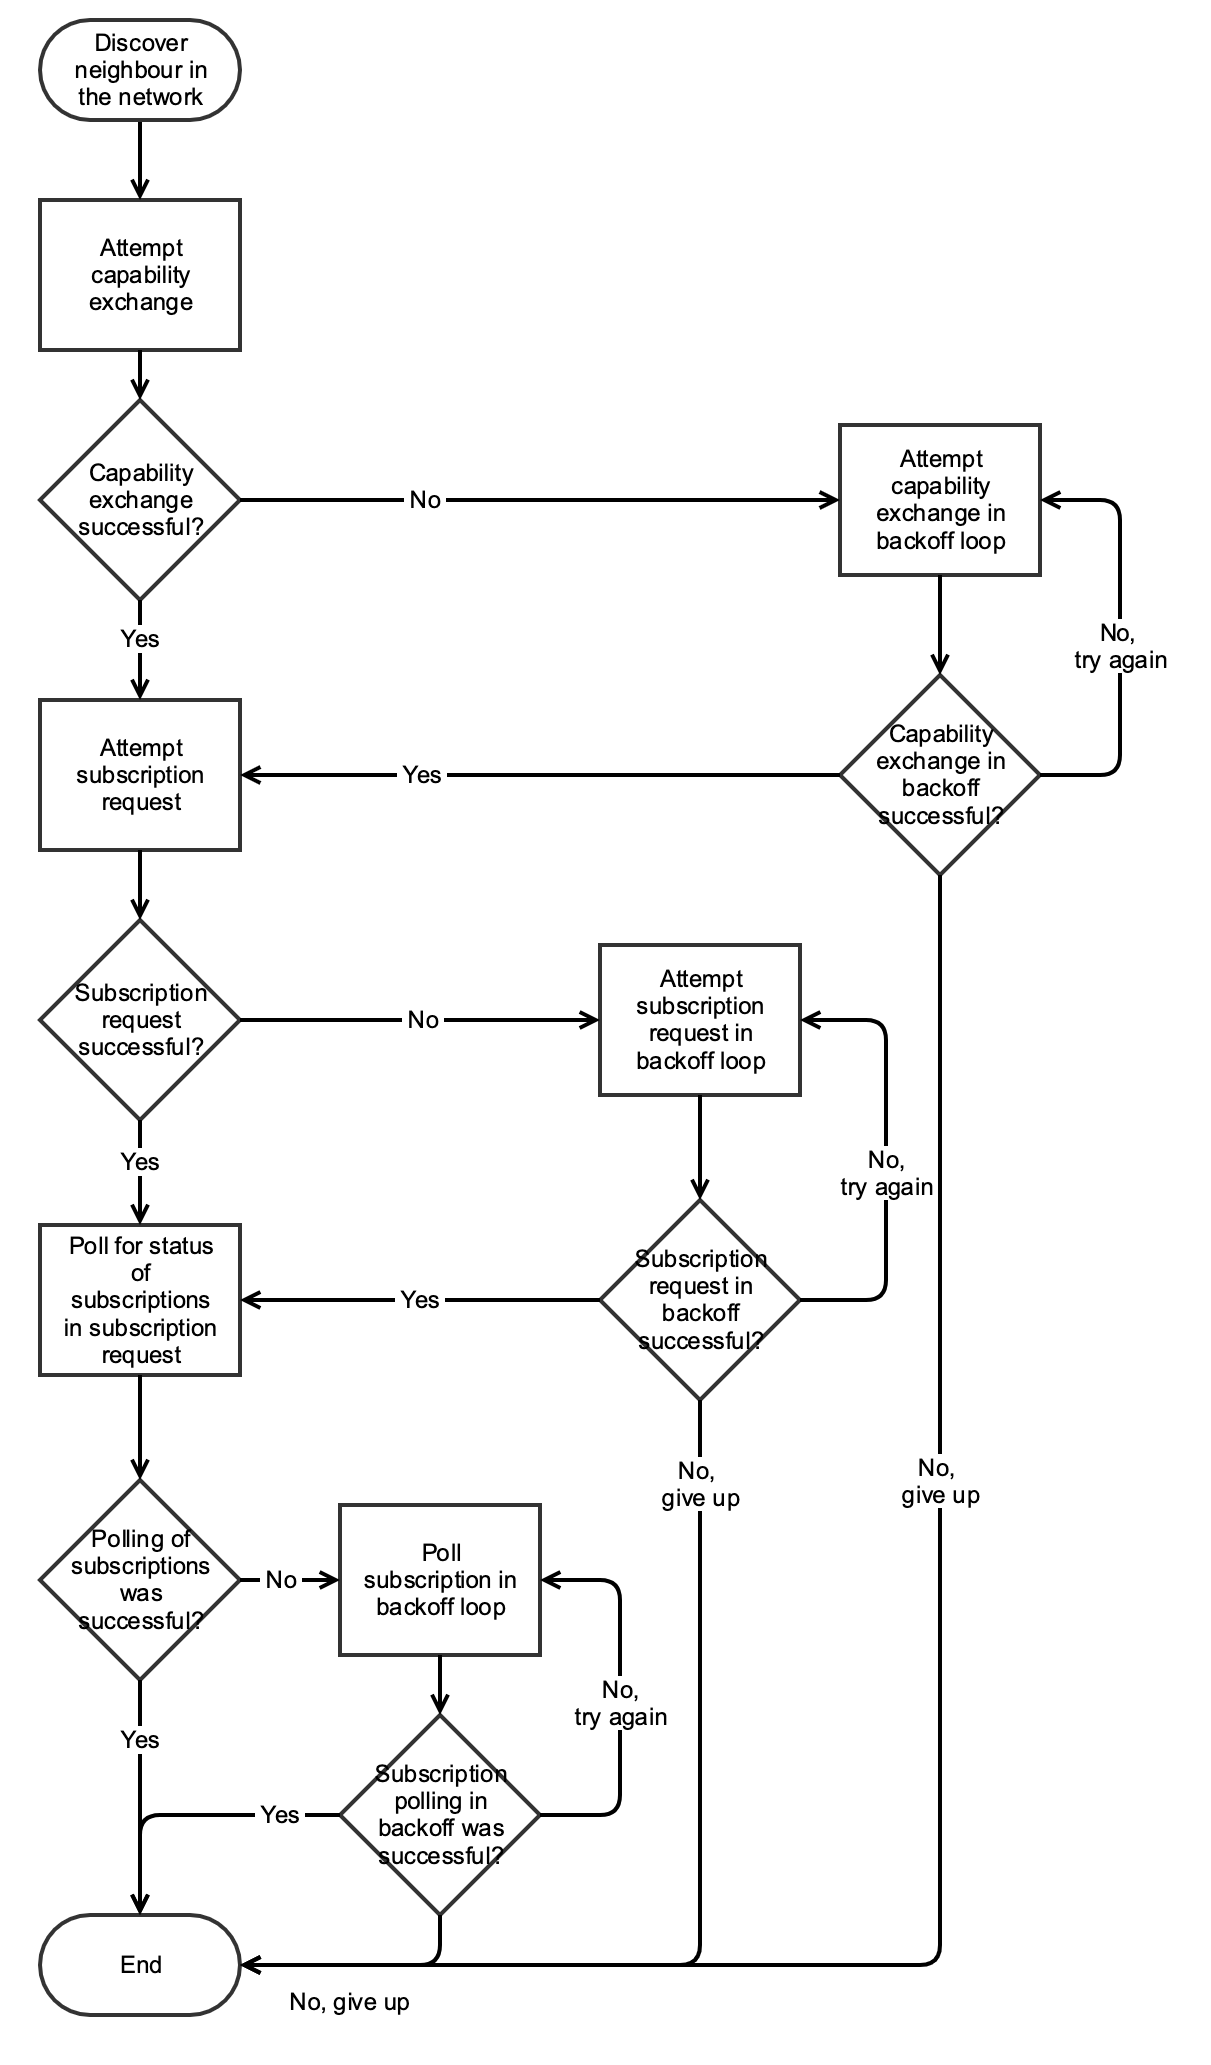 Discover
neighbour in
the network
Attempt
capability
exchange
Capability
exchange
successful?
No
Attempt
capability
exchange in
backoff loop
No,
try again
Yes
Capability
exchange in
backoff
successful?
Attempt
subscription
request
Yes
Subscription
request
successful?
No
Attempt
subscription
request in
backoff loop
No,
try again
Yes
Subscription
request in
backoff
successful?
Poll for status
of
subscriptions
in subscription
request
Yes
No,
give up
No,
give up
Polling of
subscriptions
was
successful?
No
Poll
subscription in
backoff loop
No,
try again
Yes
Subscription
polling in
backoff was
successful?
Yes
End
No, give up